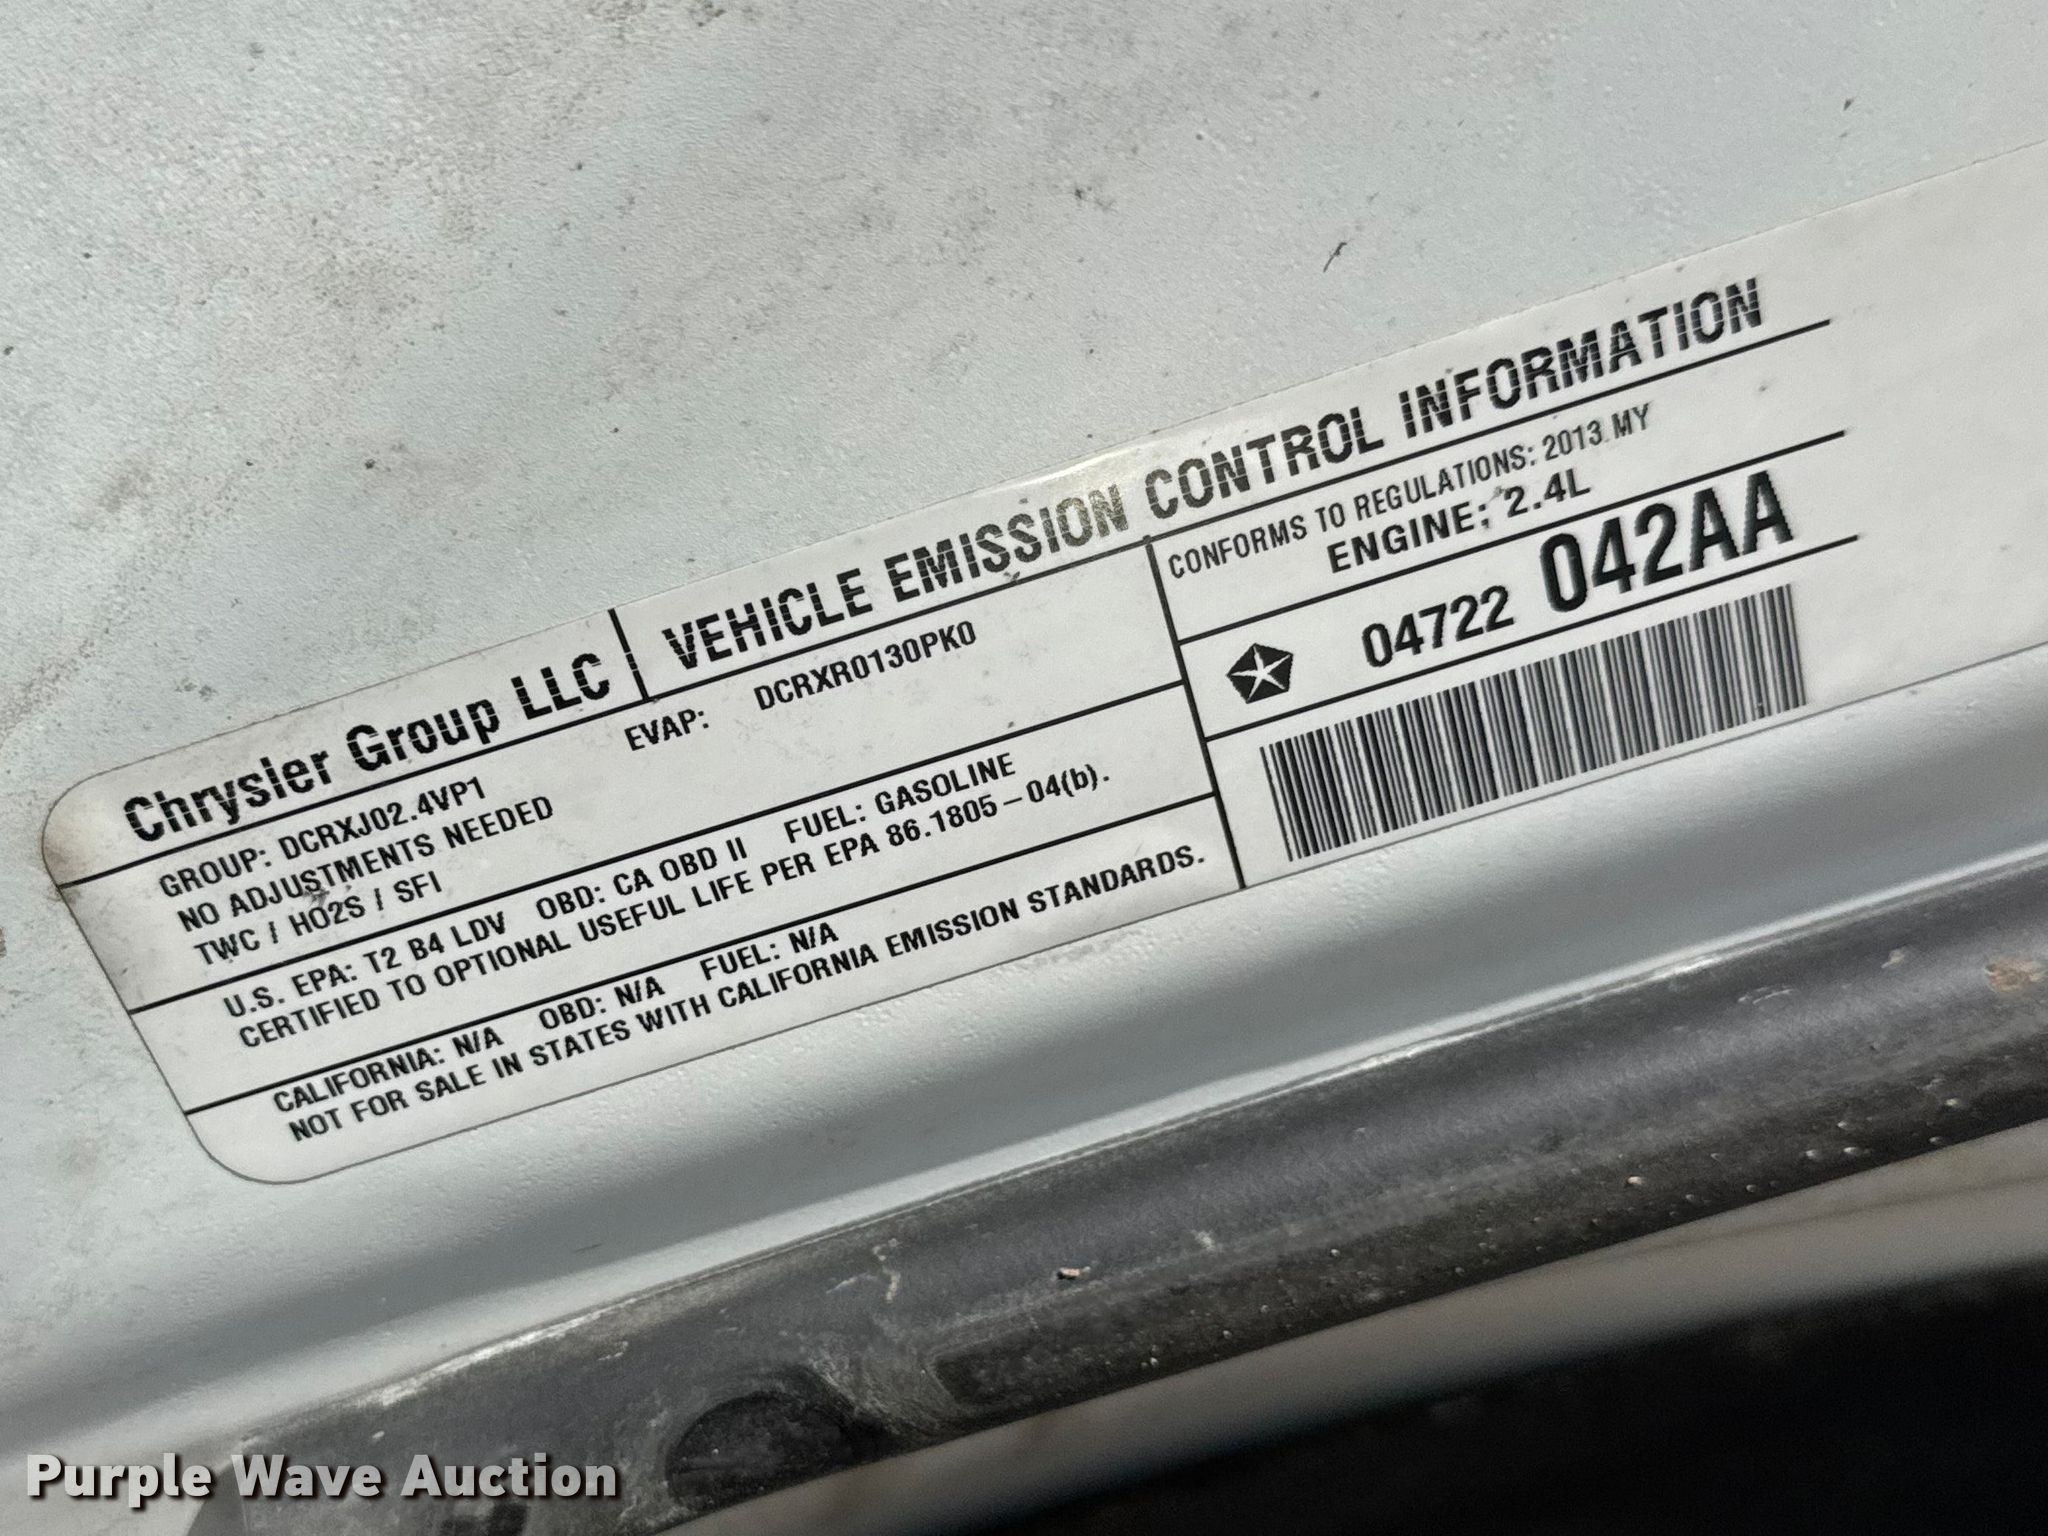 Chrysler Group LLC
VEHICLE EMISSION CONTROL INFORMATION
GROUP: DCRXJ02.4VP1
EVAP: DCRXR0130PK0
NO ADJUSTMENTS NEEDED
TWC / HO2S / SFI
U.S. EPA: T2 B4 LDV OBD: CA OBD II FUEL: GASOLINE
CERTIFIED TO OPTIONAL USEFUL LIFE PER EPA 86.1805-04(b).
CALIFORNIA: N/A OBD: N/A FUEL: N/A
NOT FOR SALE IN STATES WITH CALIFORNIA EMISSION STANDARDS.
CONFORMS TO REGULATIONS: 2013 MY
ENGINE: 2.4L
04722 042AA
Purple Wave Auction